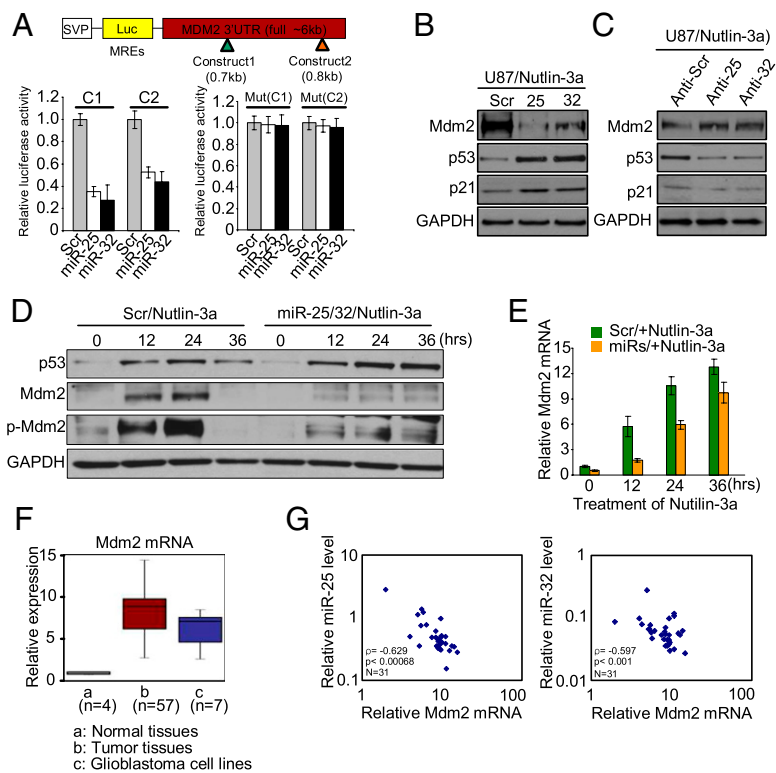 A
SVP
Luc
MDM2 3'UTR (full ~6kb)
MREs
Construct1
(0.7kb)
Construct2
(0.8kb)
Relative luciferase activity
1.2
1.0
0.8
0.6
0.4
0.2
0
C1
C2
Scr
miR-25
miR-32
Scr
miR-25
miR-32
Relative luciferase activity
1.2
1
0.8
0.6
0.4
0.2
0
Mut(C1)
Mut(C2)
Scr
miR-25
miR-32
Scr
miR-25
miR-32
B
U87/Nutlin-3a
Scr 25 32
Mdm2
p53
p21
GAPDH
C
U87/Nutlin-3a)
Anti-Scr
Anti-25
Anti-32
Mdm2
p53
p21
GAPDH
D
Scr/Nutlin-3a miR-25/32/Nutlin-3a
0 12 24 36 0 12 24 36 (hrs)
p53
Mdm2
p-Mdm2
GAPDH
E
Scr/+Nutlin-3a
miRs/+Nutlin-3a
Relative Mdm2 mRNA
15
12
9
6
3
0
0 12 24 36(hrs)
Treatment of Nutilin-3a
F
Mdm2 mRNA
Relative expression
15
10
5
0
a b c
(n=4) (n=57) (n=7)
a: Normal tissues
b: Tumor tissues
c: Glioblastoma cell lines
G
Relative miR-25 level
10
1
0.1
ρ= -0.629
p< 0.00068
N=31
1 10 100
Relative Mdm2 mRNA
Relative miR-32 level
1
0.1
0.01
ρ= -0.597
p< 0.001
N=31
1 10 100
Relative Mdm2 mRNA